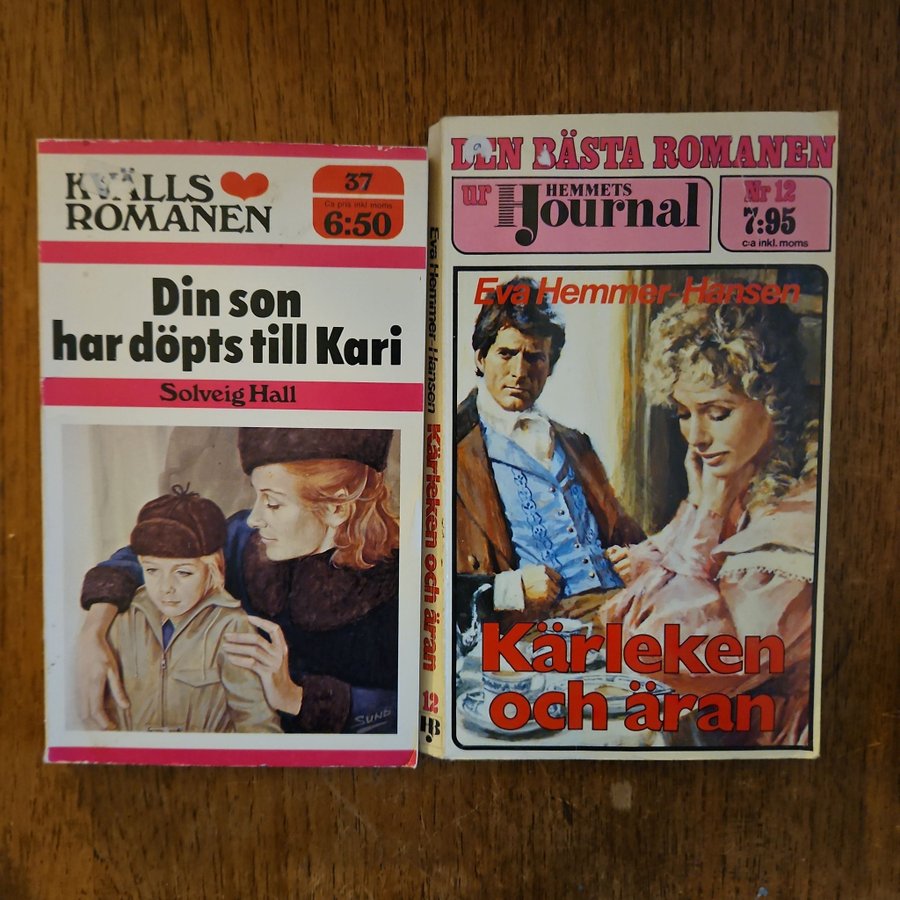 KVÄLLS
ROMANEN
37
Ca pris inkl moms
6:50
Din son
har döpts till Kari
Solveig Hall
SUND
Eva Hemmer-Hansen Kärleken och äran 12 HJ
DEN BÄSTA ROMANEN
ur HEMMETS
Journal
Nr 12
7:95
c:a inkl. moms
Eva Hemmer-Hansen
Kärleken
och äran